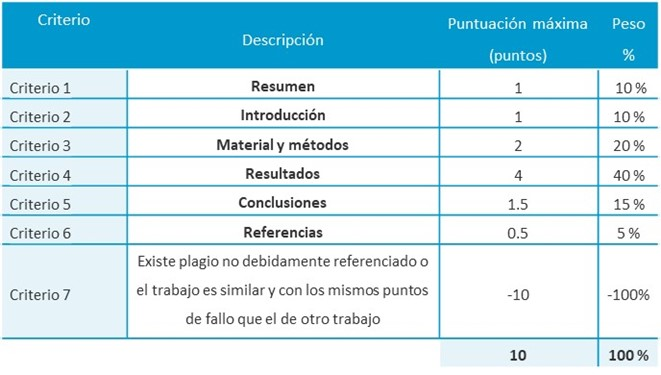 Criterio Descripción Puntuación máxima (puntos) Peso %
Criterio 1 Resumen 1 10 %
Criterio 2 Introducción 1 10 %
Criterio 3 Material y métodos 2 20 %
Criterio 4 Resultados 4 40 %
Criterio 5 Conclusiones 1.5 15 %
Criterio 6 Referencias 0.5 5 %
Criterio 7 Existe plagio no debidamente referenciado o
el trabajo es similar y con los mismos puntos
de fallo que el de otro trabajo -10 -100%
10 100 %